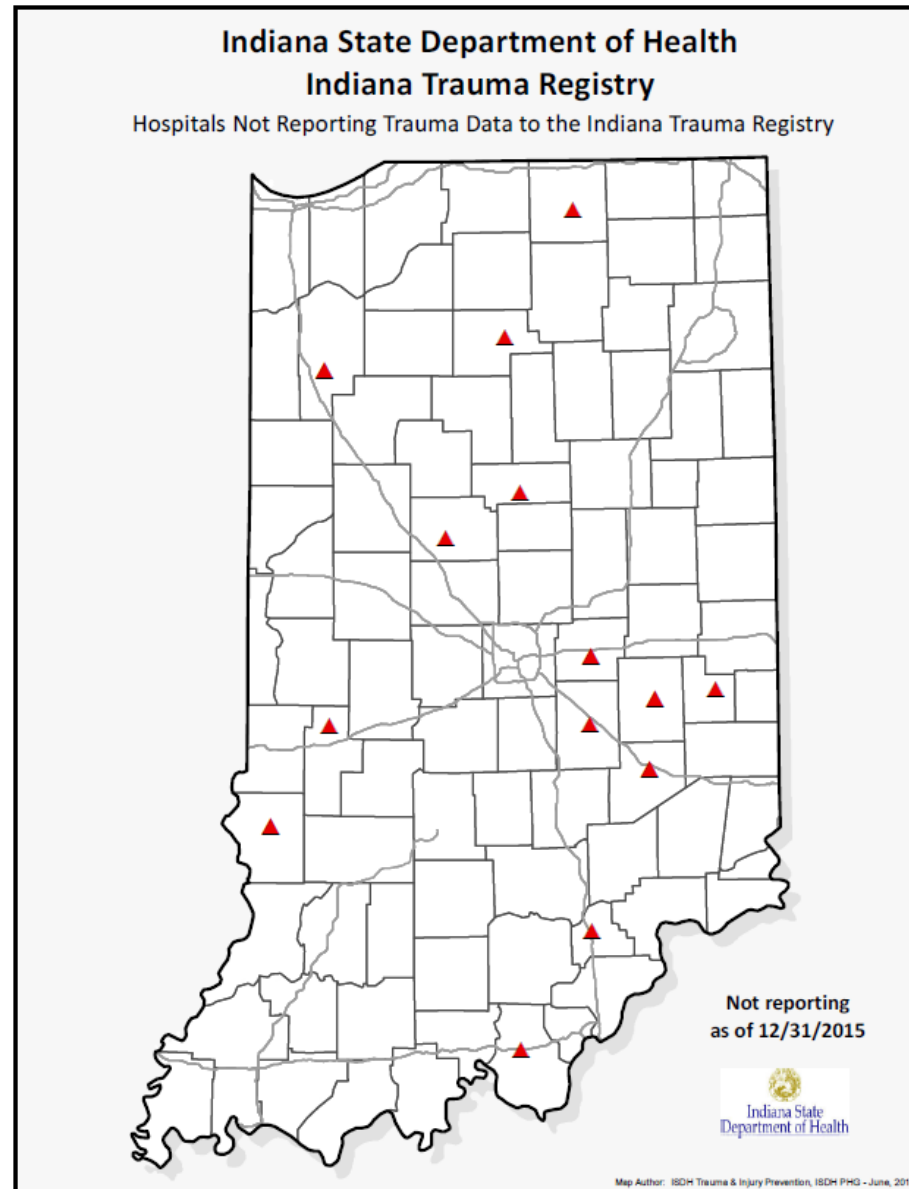 Indiana State Department of Health
Indiana Trauma Registry
Hospitals Not Reporting Trauma Data to the Indiana Trauma Registry
Not reporting
as of 12/31/2015
Indiana State
Department of Health
Map Author: ISDH Trauma & Injury Prevention, ISDH PHG - June, 201